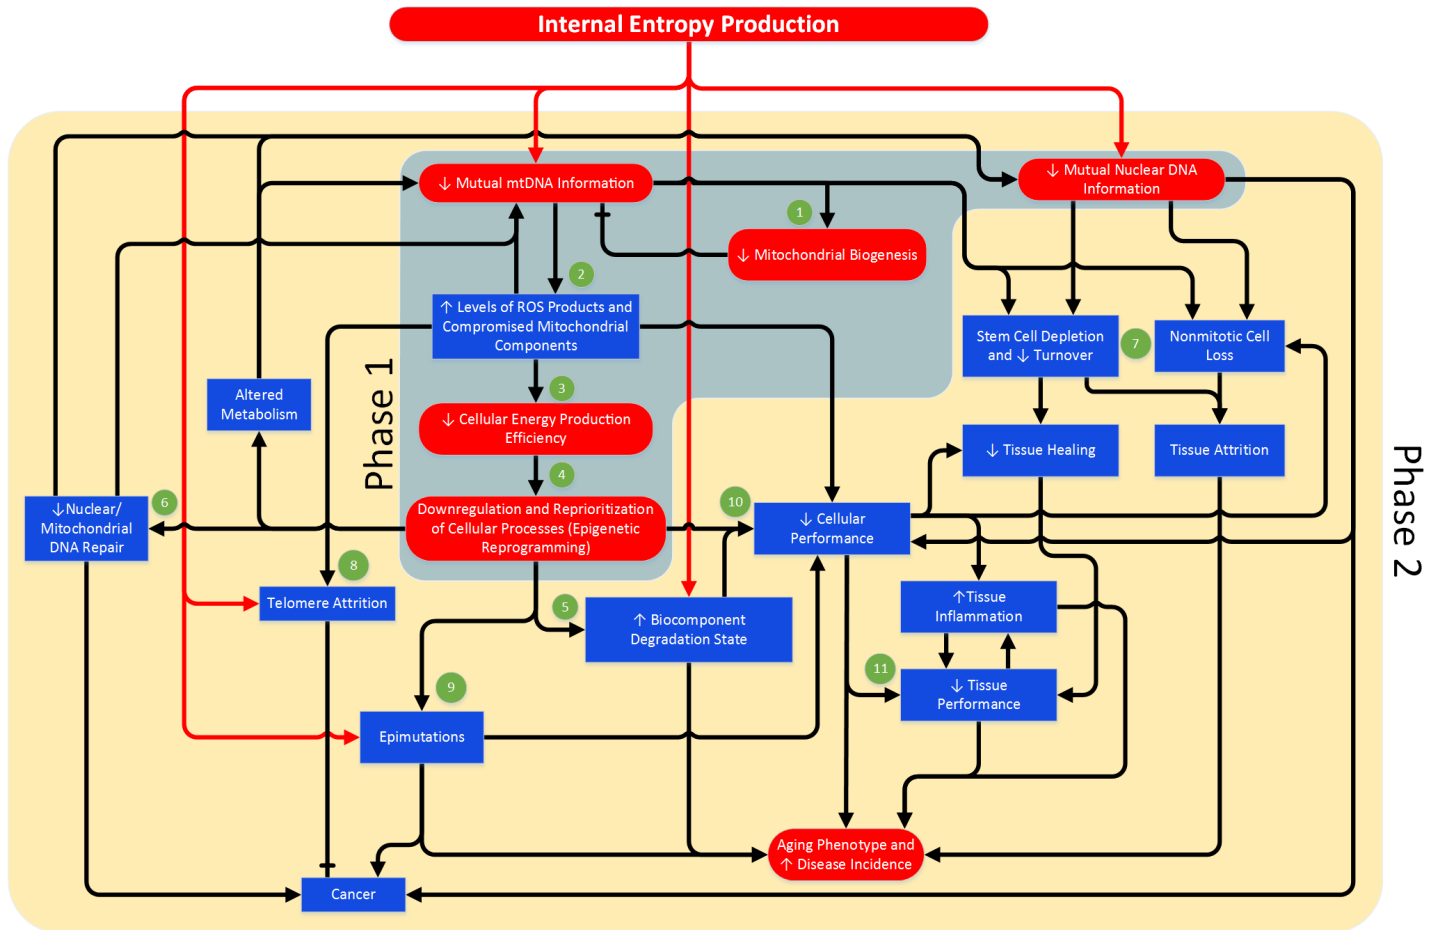 Internal Entropy Production
↓ Mutual mtDNA Information
↓ Mutual Nuclear DNA
Information
1
↓ Mitochondrial Biogenesis
2
↑ Levels of ROS Products and
Compromised Mitochondrial
Components
Stem Cell Depletion
and ↓ Turnover
7
Nonmitotic Cell
Loss
Phase 1
3
Altered
Metabolism
↓ Cellular Energy Production
Efficiency
↓ Tissue Healing
Tissue Attrition
Phase 2
4
6
↓Nuclear/
Mitochondrial
DNA Repair
Downregulation and Reprioritization
of Cellular Processes (Epigenetic
Reprogramming)
10
↓ Cellular
Performance
8
Telomere Attrition
5
↑ Biocomponent
Degradation State
↑Tissue
Inflammation
11
↓ Tissue
Performance
9
Epimutations
Aging Phenotype and
↑ Disease Incidence
Cancer